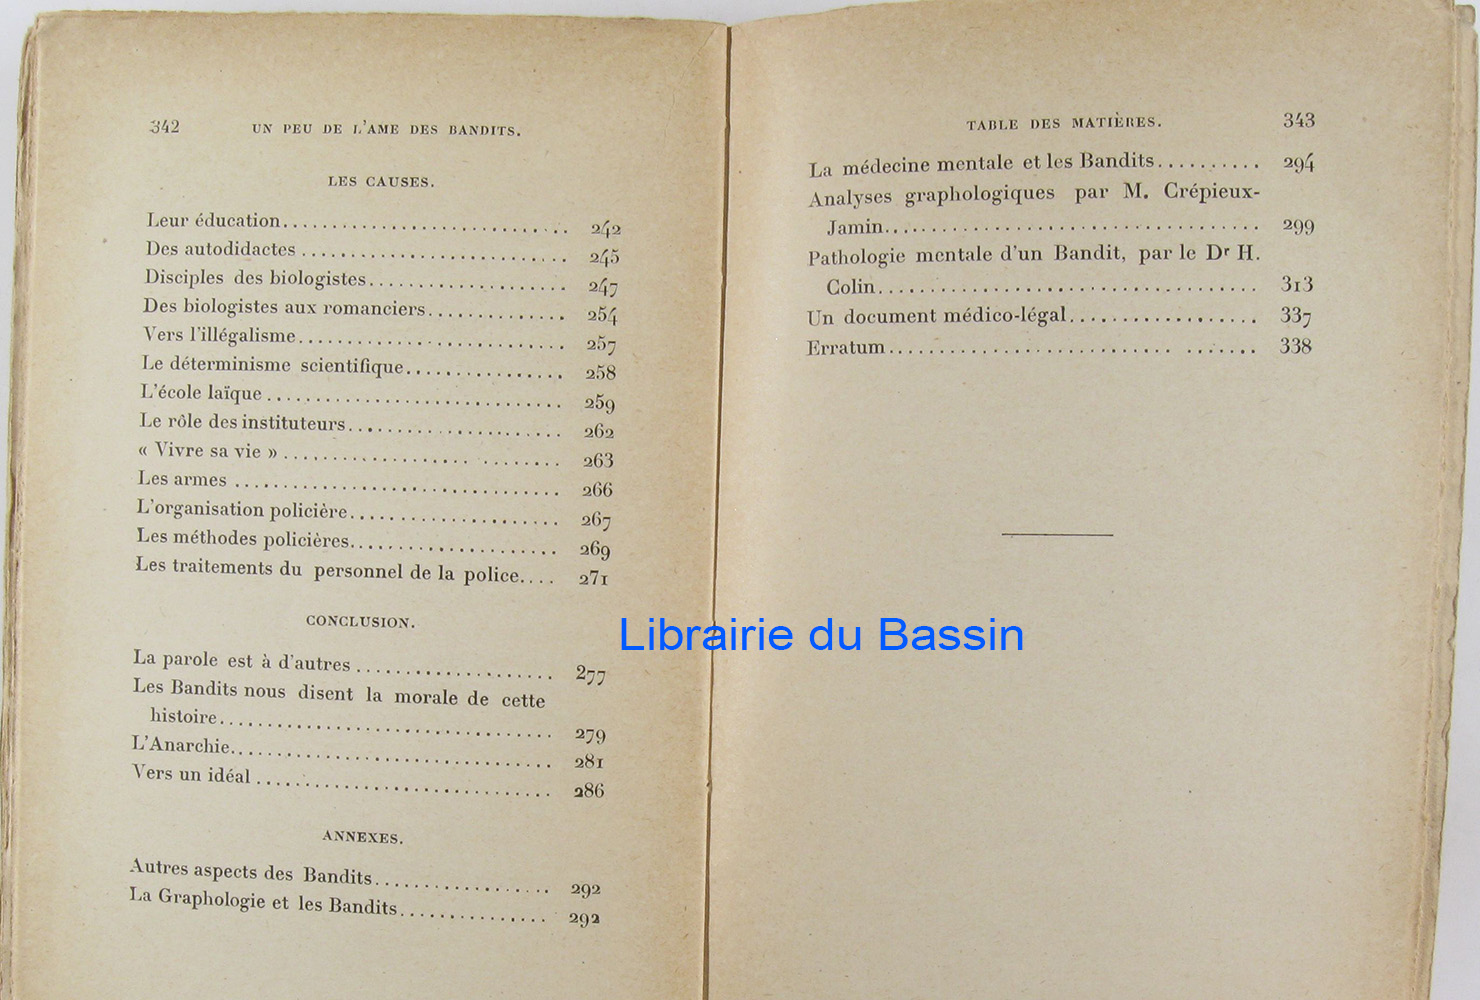 342 UN PEU DE L'AME DES BANDITS.
LES CAUSES.
Leur éducation.............................. 242
Des autodidactes ........................... 245
Disciples des biologistes.................... 247
Des biologistes aux romanciers.............. 254
Vers l'illégalisme........................... 257
Le déterminisme scientifique................ 258
L'école laïque .............................. 259
Le rôle des instituteurs...................... 262
« Vivre sa vie » ............................ 263
Les armes ................................. 266
L'organisation policière..................... 267
Les méthodes policières..................... 269
Les traitements du personnel de la police.... 271
CONCLUSION.
La parole est à d'autres .................... 277
Les Bandits nous disent la morale de cette
histoire.................................. 279
L'Anarchie................................. 281
Vers un idéal .............................. 286
ANNEXES.
Autres aspects des Bandits.................. 292
La Graphologie et les Bandits............... 292
TABLE DES MATIÈRES. 343
La médecine mentale et les Bandits.......... 294
Analyses graphologiques par M. Crépieux-
Jamin.................................... 299
Pathologie mentale d'un Bandit, par le Dr H.
Colin..................................... 313
Un document médico-légal.................. 337
Erratum.................................... 338
Librairie du Bassin